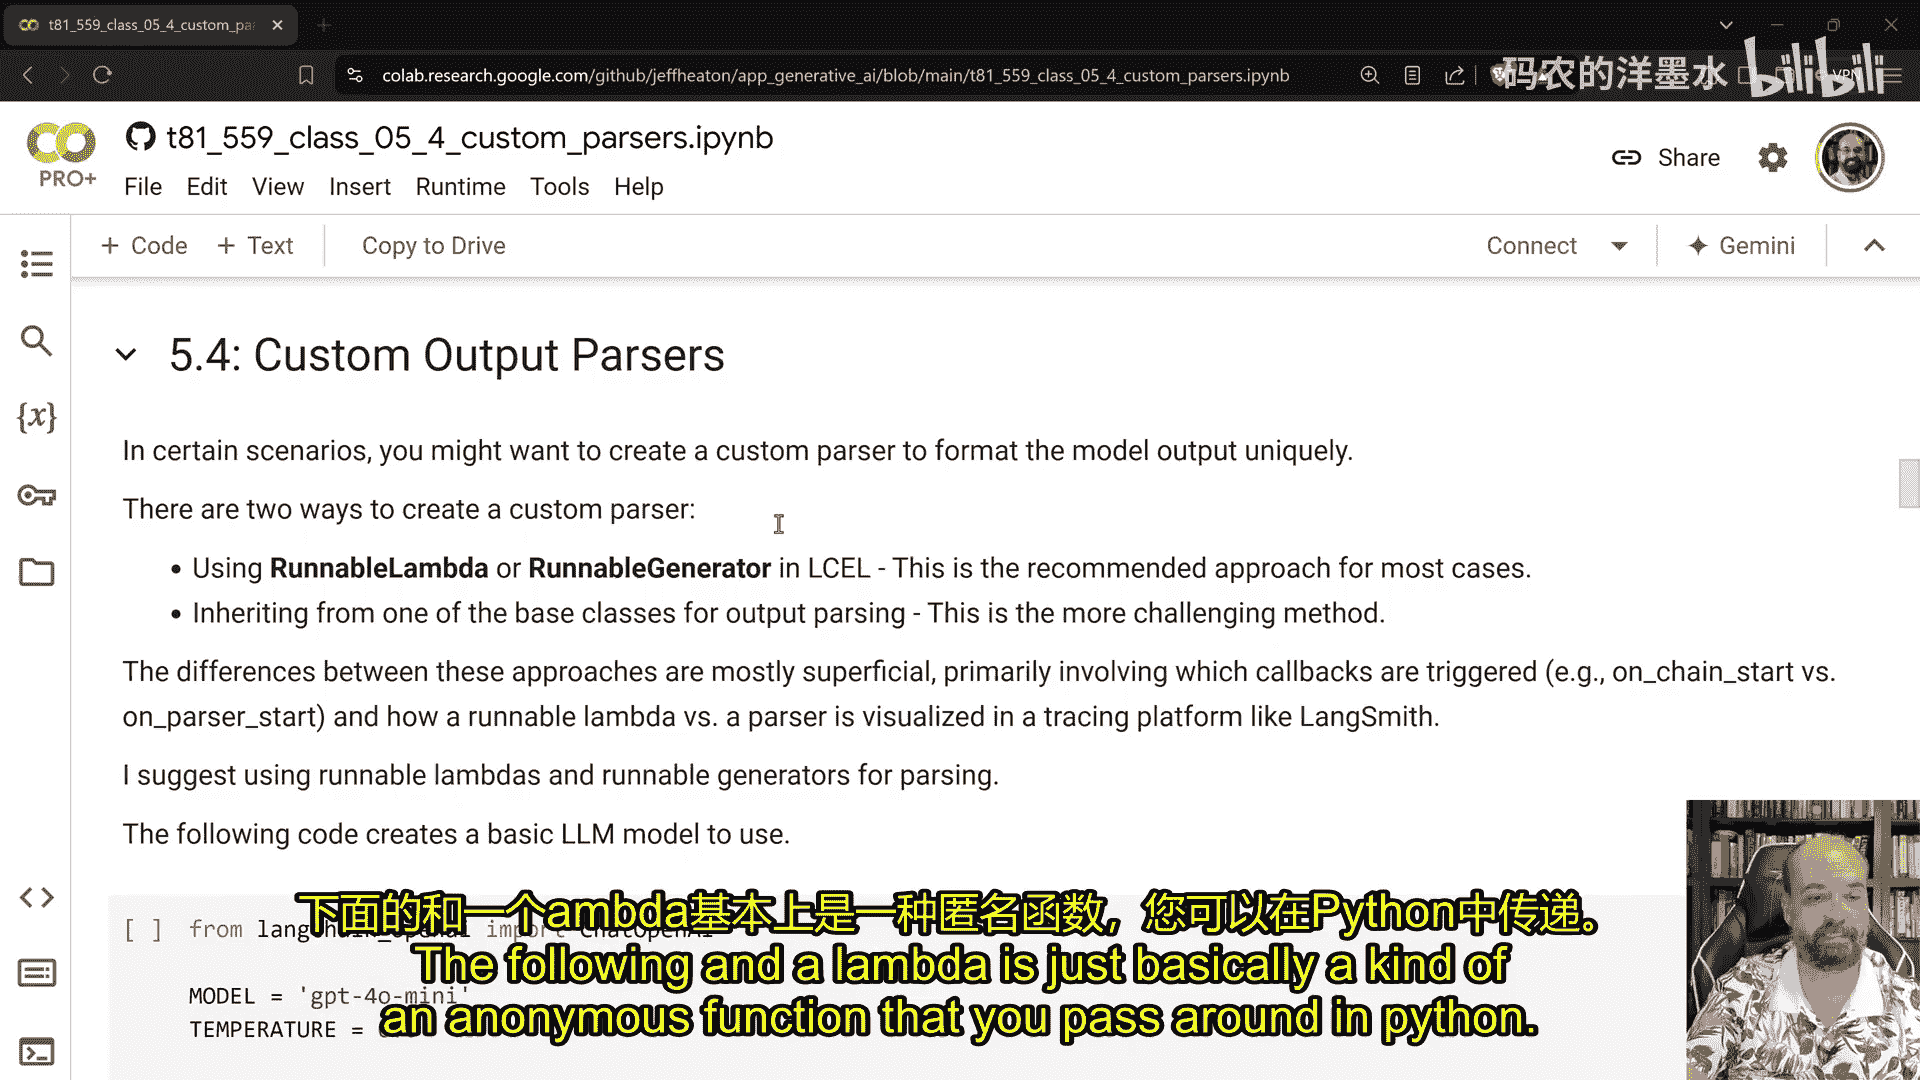 t81_559_class_05_4_custom_pa
colab.research.google.com/github/jeffheaton/app_generative_ai/blob/main/t81_559_class_05_4_custom_parsers.ipynb
VPN
码农的洋墨水 bilibili
t81_559_class_05_4_custom_parsers.ipynb
PRO+
File Edit View Insert Runtime Tools Help
Share
+ Code + Text Copy to Drive
Connect Gemini
5.4: Custom Output Parsers
In certain scenarios, you might want to create a custom parser to format the model output uniquely.
There are two ways to create a custom parser:
• Using RunnableLambda or RunnableGenerator in LCEL - This is the recommended approach for most cases.
• Inheriting from one of the base classes for output parsing - This is the more challenging method.
The differences between these approaches are mostly superficial, primarily involving which callbacks are triggered (e.g., on_chain_start vs.
on_parser_start) and how a runnable lambda vs. a parser is visualized in a tracing platform like LangSmith.
I suggest using runnable lambdas and runnable generators for parsing.
The following code creates a basic LLM model to use.
[ ] from langchain_openai import ChatOpenAI
MODEL = 'gpt-4o-mini'
TEMPERATURE =
下面的和一个ambda基本上是一种匿名函数，您可以在Python中传递。
The following and a lambda is just basically a kind of
an anonymous function that you pass around in python.